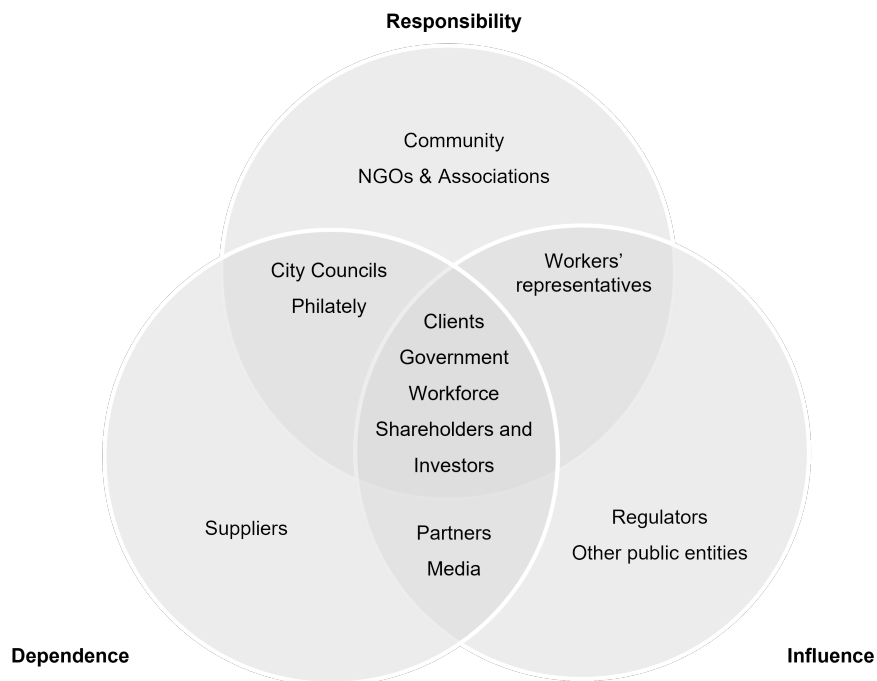 Responsibility
Community
NGOs & Associations
City Councils
Philately
Workers’
representatives
Clients
Government
Workforce
Shareholders and
Investors
Suppliers
Partners
Media
Regulators
Other public entities
Dependence
Influence